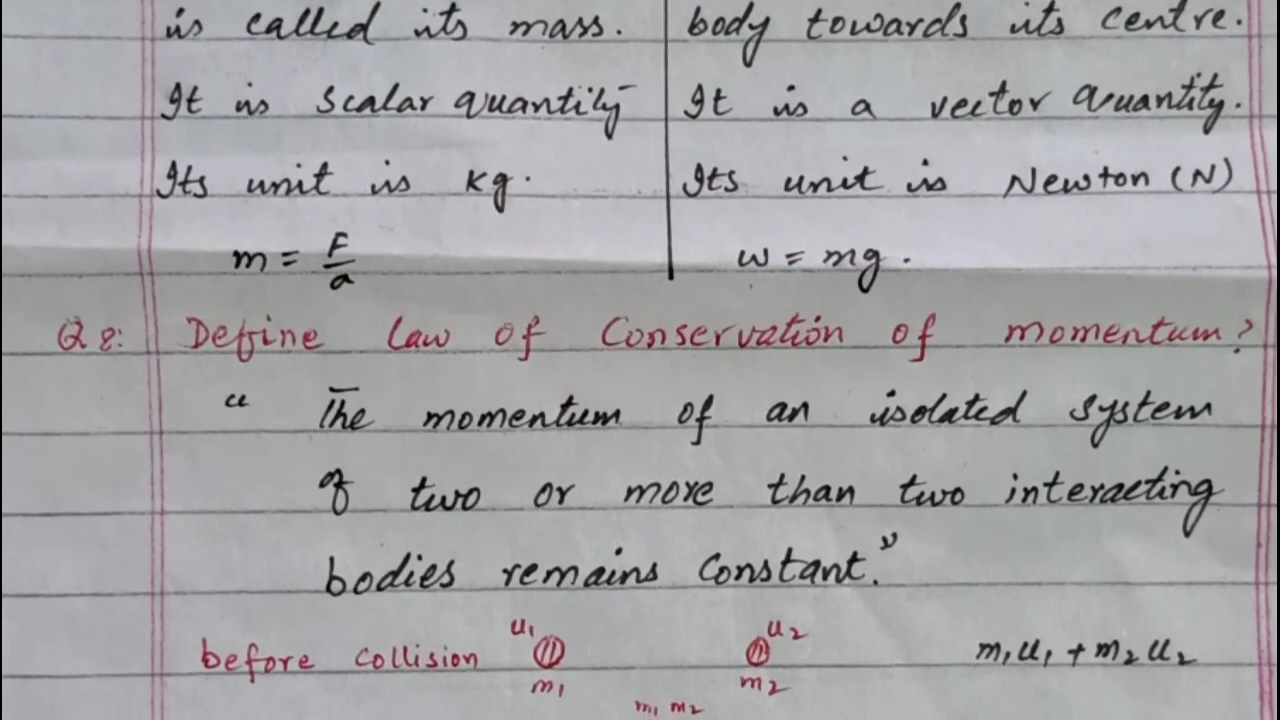 is called its mass.
body towards its centre.
It is scalar quantity
It is a vector quantity.
Its unit is kg.
Its unit is Newton (N)
m = F/a
w = mg.
Q 8: Define Law of Conservation of momentum?
“ The momentum of an isolated system
of two or more than two interacting
bodies remains constant.”
before collision u₁ m₁ u₂ m₂ m₁u₁ + m₂u₂
m₁ m₂